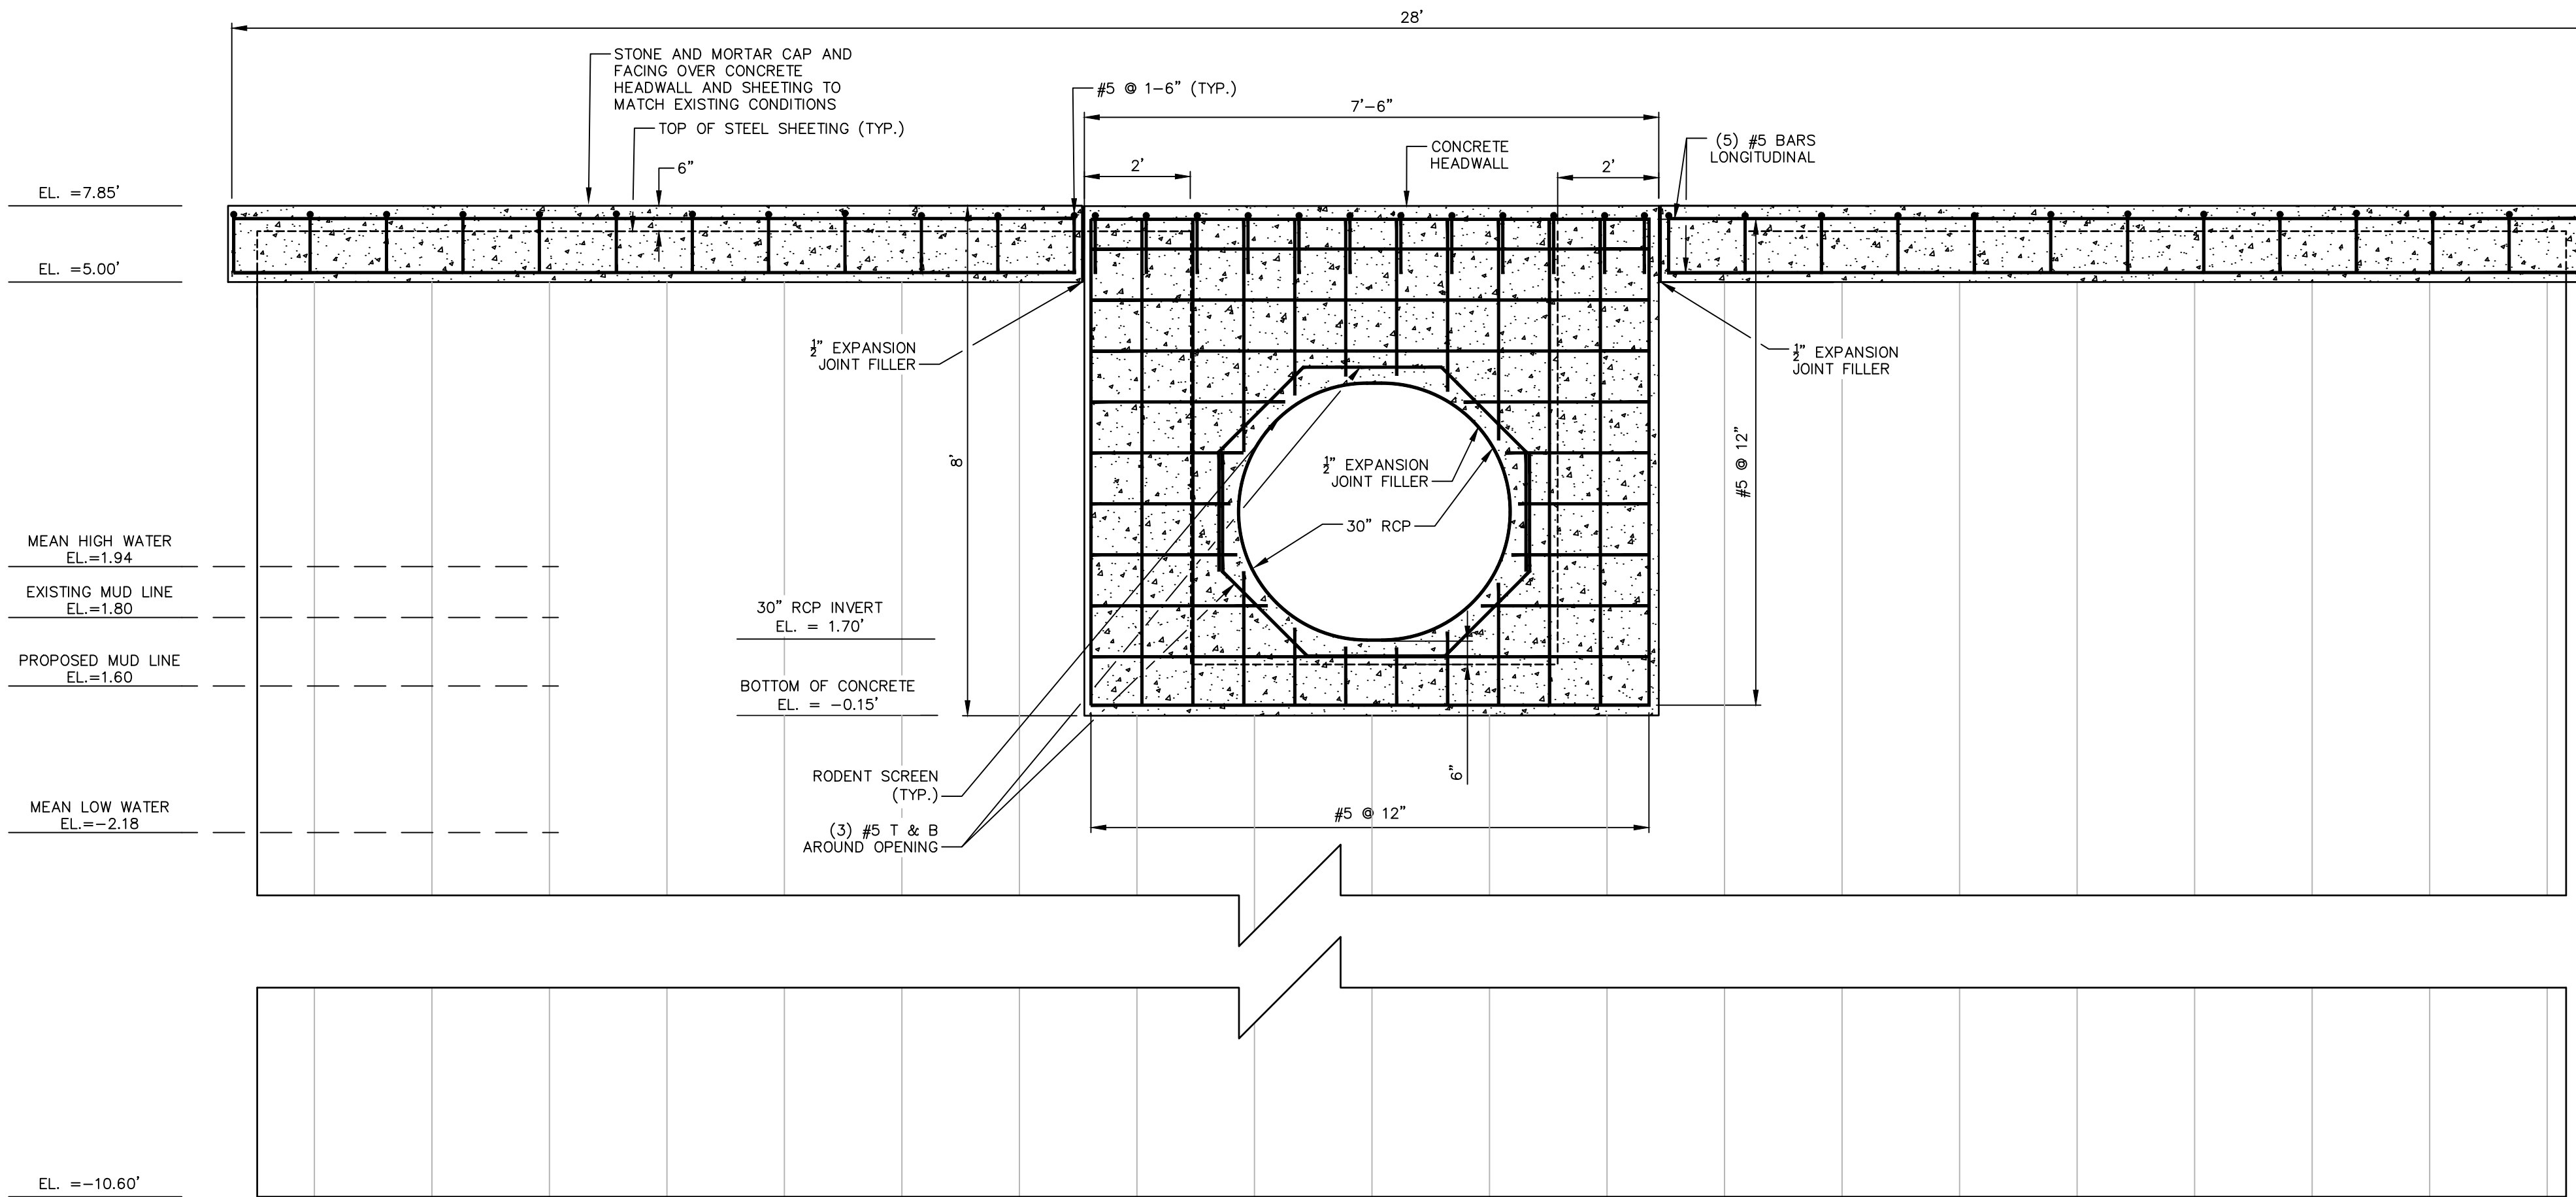 28'
STONE AND MORTAR CAP AND
FACING OVER CONCRETE
HEADWALL AND SHEETING TO
MATCH EXISTING CONDITIONS
TOP OF STEEL SHEETING (TYP.)
6"
#5 @ 1-6" (TYP.)
7'-6"
2'
CONCRETE
HEADWALL
2'
(5) #5 BARS
LONGITUDINAL
EL. =7.85'
EL. =5.00'
½" EXPANSION
JOINT FILLER
½" EXPANSION
JOINT FILLER
8'
½" EXPANSION
JOINT FILLER
30" RCP
#5 @ 12"
MEAN HIGH WATER
EL.=1.94
EXISTING MUD LINE
EL.=1.80
PROPOSED MUD LINE
EL.=1.60
30" RCP INVERT
EL. = 1.70'
BOTTOM OF CONCRETE
EL. = -0.15'
RODENT SCREEN
(TYP.)
(3) #5 T & B
AROUND OPENING
6"
#5 @ 12"
MEAN LOW WATER
EL.=-2.18
EL. =-10.60'